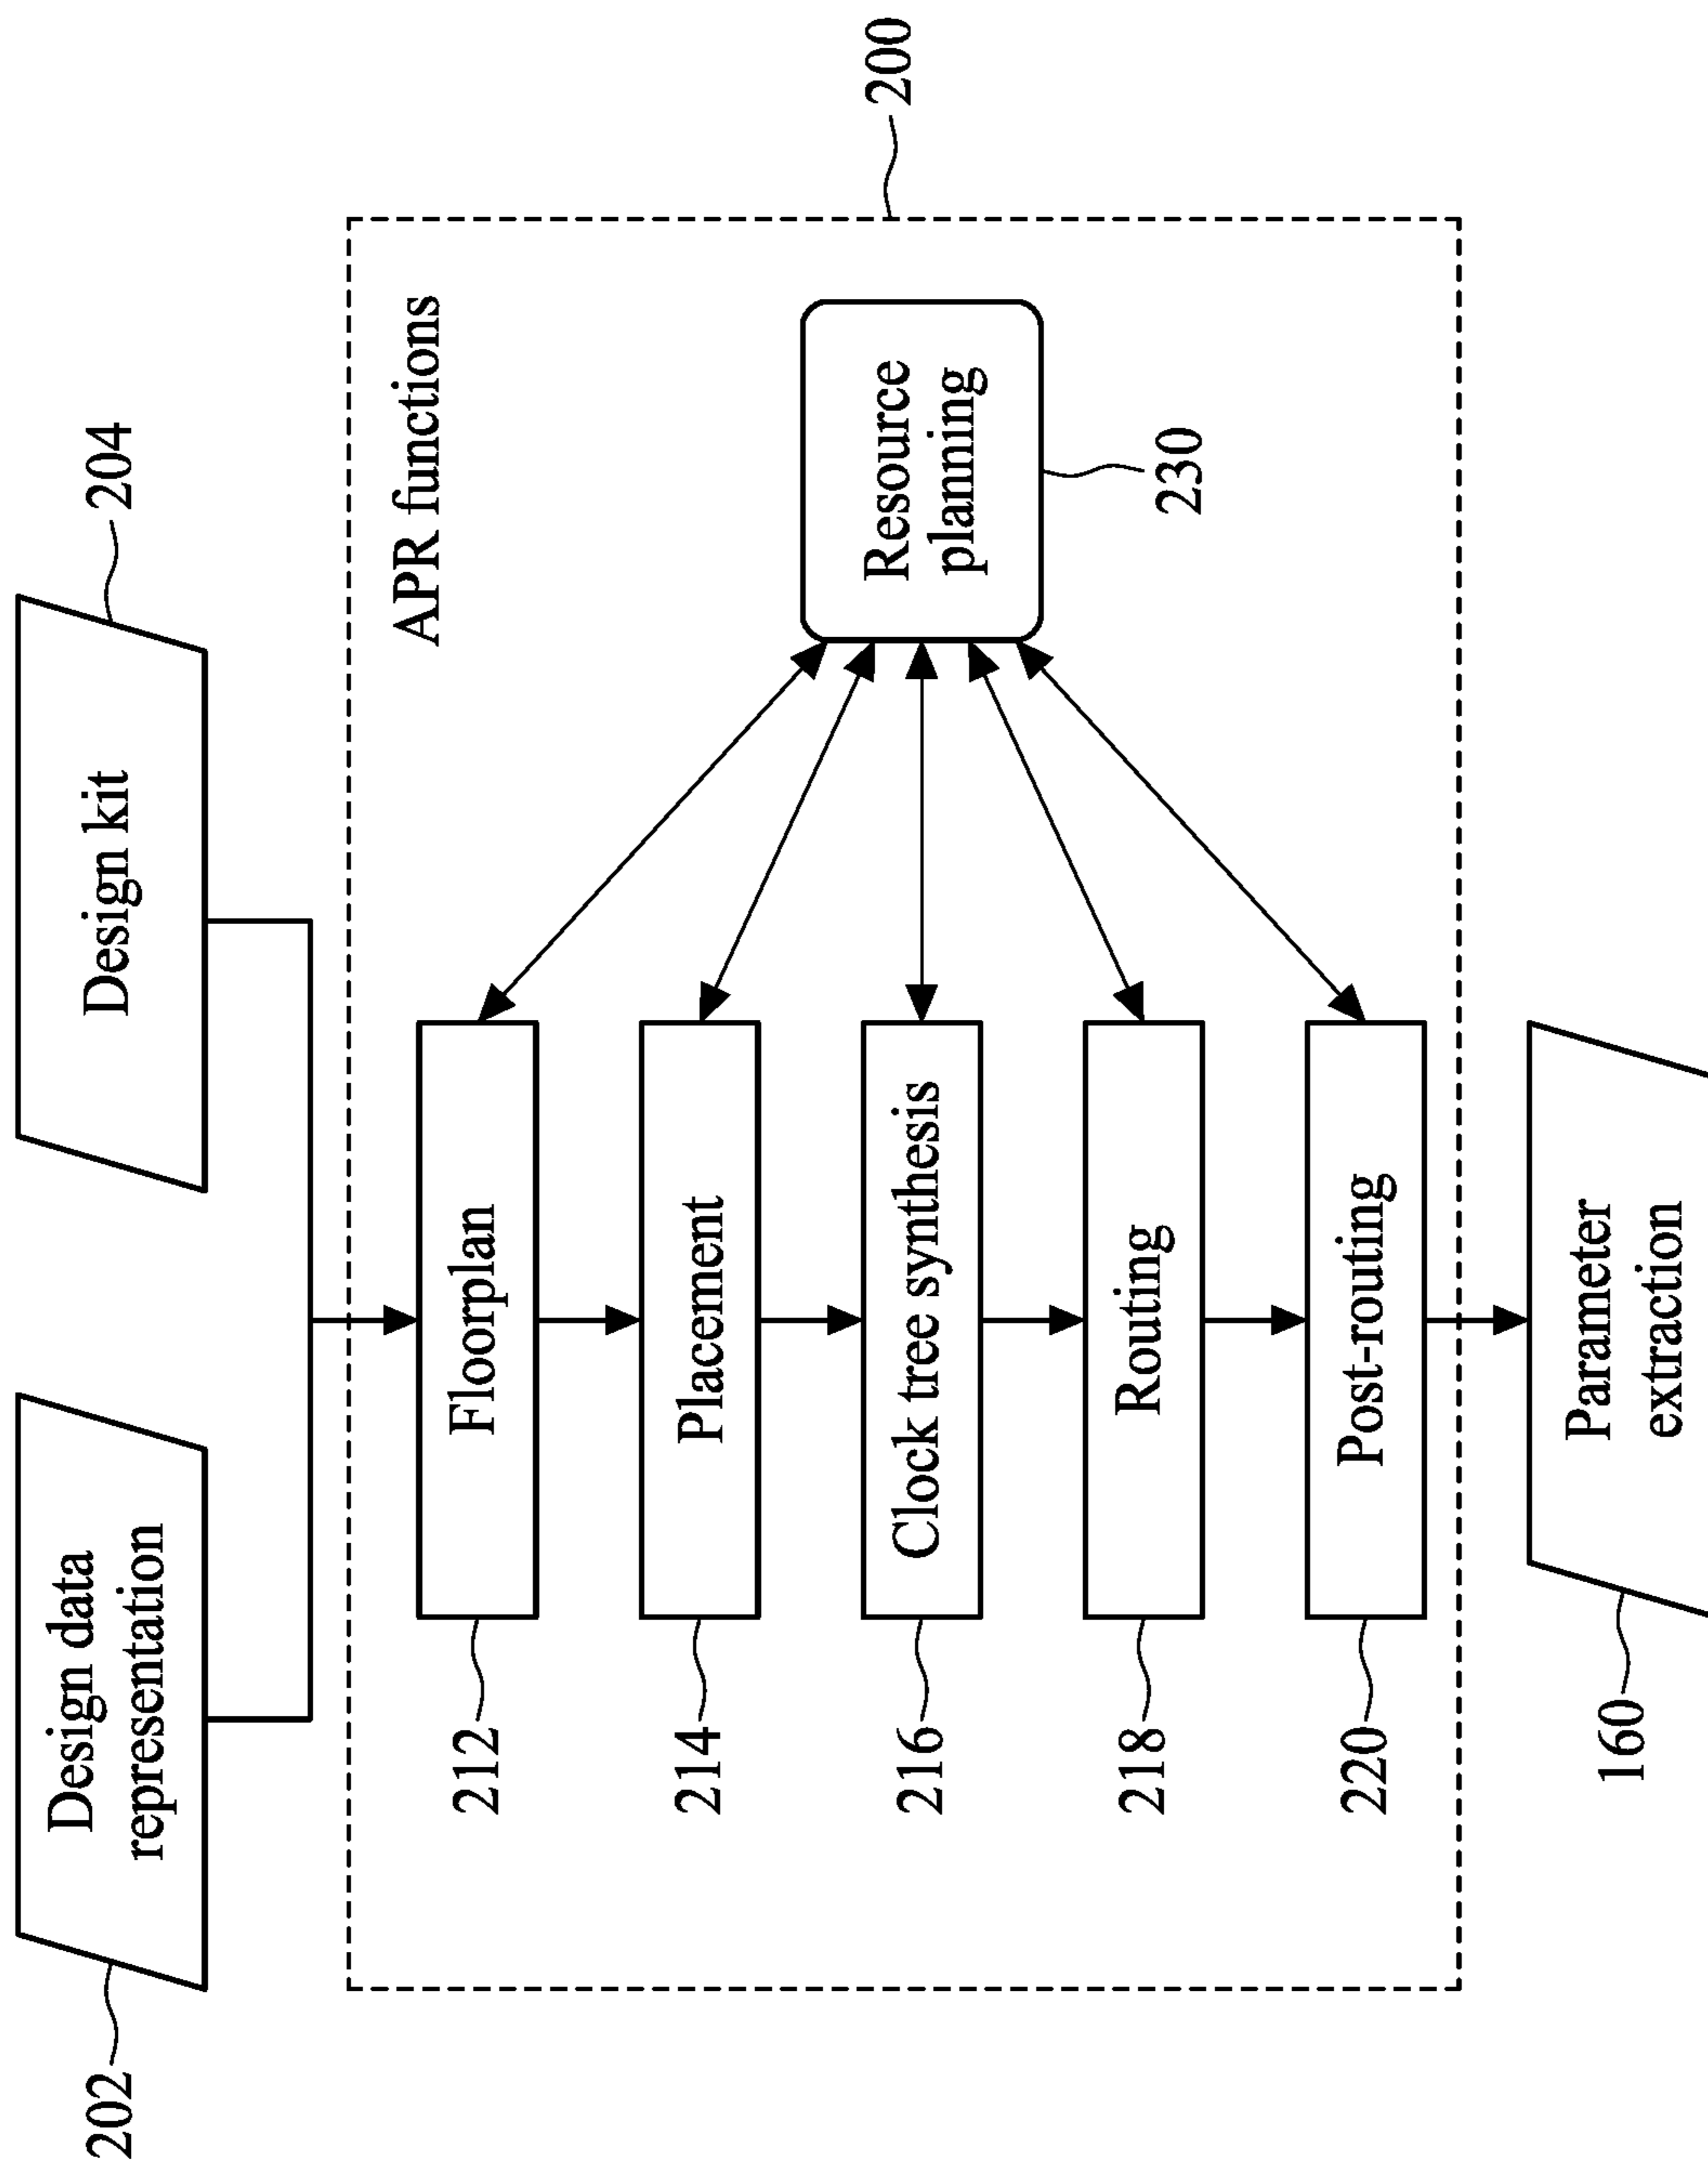 202
Design data
representation
Design kit
204
APR functions
200
212
Floorplan
214
Placement
216
Clock tree synthesis
Resource
planning
230
218
Routing
220
Post-routing
160
Parameter
extraction